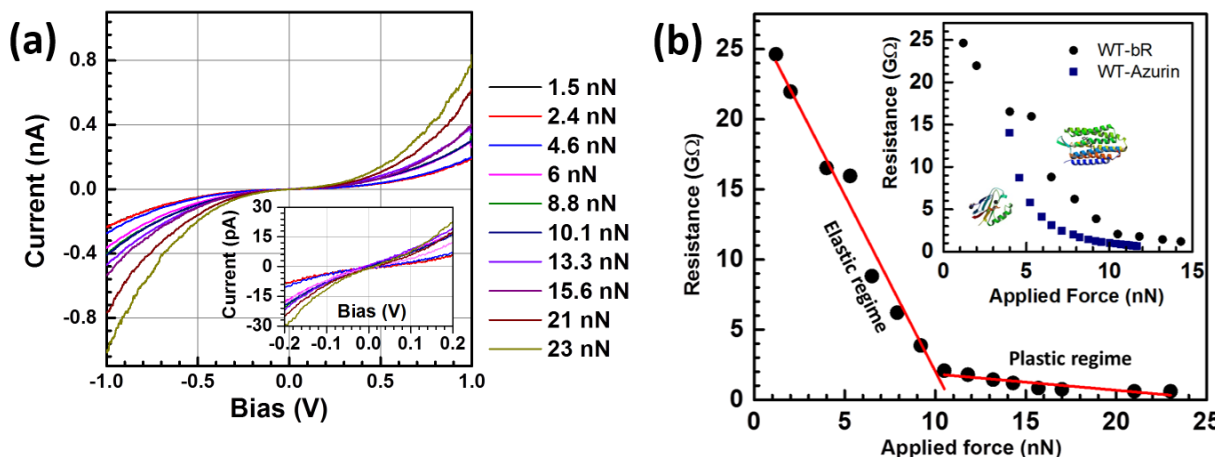 (a)
Current (nA)
0.8
0.4
0.0
-0.4
-0.8
-1.0
-0.5
0.0
0.5
1.0
Bias (V)
Current (pA)
30
15
0
-15
-30
Bias (V)
-0.2
-0.1
0.0
0.1
0.2
1.5 nN
2.4 nN
4.6 nN
6 nN
8.8 nN
10.1 nN
13.3 nN
15.6 nN
21 nN
23 nN
(b)
Resistance (GΩ)
25
20
15
10
5
0
0
5
10
15
20
25
Applied force (nN)
Elastic regime
Plastic regime
Resistance (GΩ)
25
20
15
10
5
0
0
5
10
15
Applied Force (nN)
WT-bR
WT-Azurin